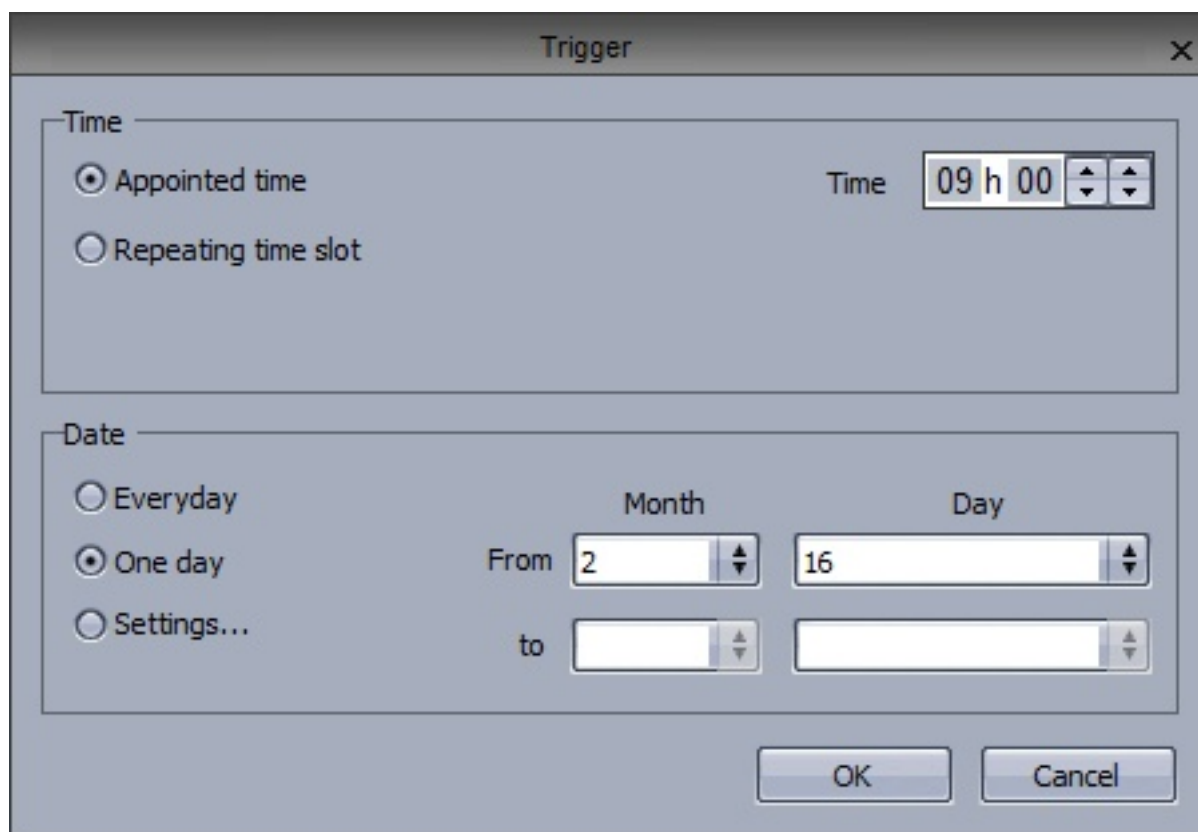 Trigger
Time
Appointed time
Time 09 h 00
Repeating time slot
Date
Everyday
Month Day
One day
From 2 16
Settings...
to
OK Cancel